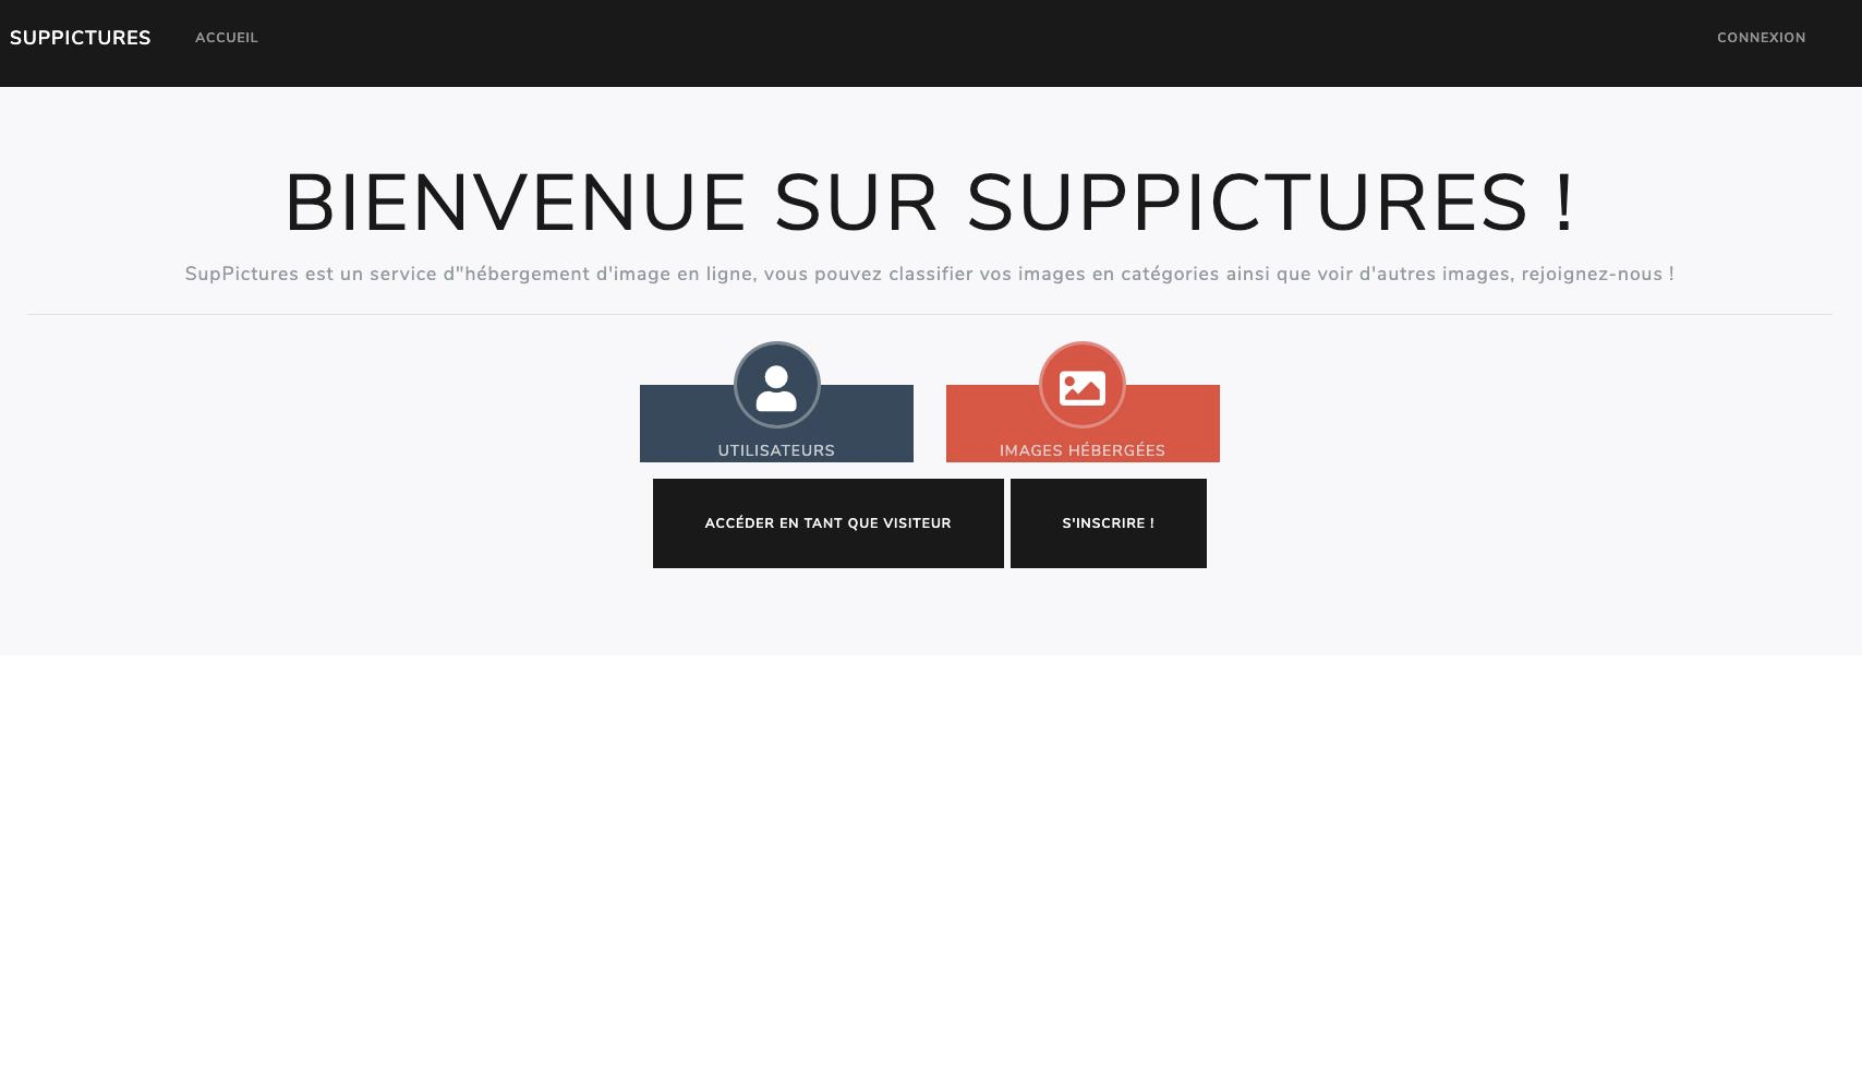 SUPPICTURES ACCUEIL CONNEXION
BIENVENUE SUR SUPPICTURES !
SupPictures est un service d"hébergement d'image en ligne, vous pouvez classifier vos images en catégories ainsi que voir d'autres images, rejoignez-nous !
UTILISATEURS IMAGES HÉBERGÉES
ACCÉDER EN TANT QUE VISITEUR S'INSCRIRE !